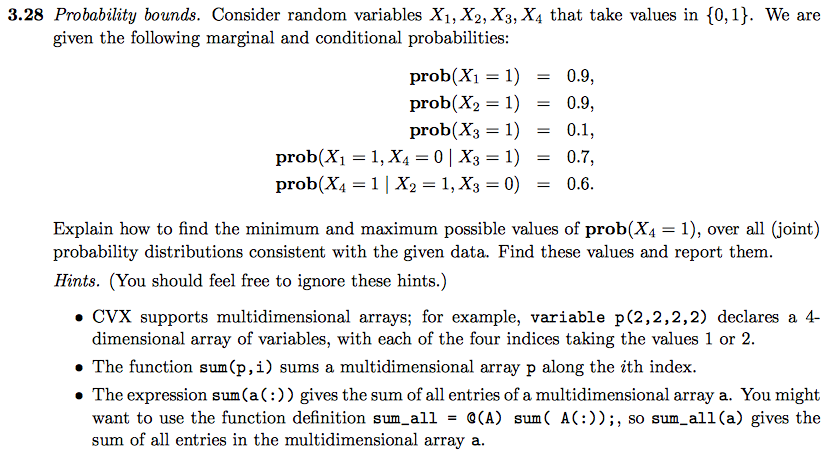 3.28 Probability bounds. Consider random variables X₁, X₂, X₃, X₄ that take values in {0, 1}. We are
given the following marginal and conditional probabilities:
prob(X₁ = 1) = 0.9,
prob(X₂ = 1) = 0.9,
prob(X₃ = 1) = 0.1,
prob(X₁ = 1, X₄ = 0 | X₃ = 1) = 0.7,
prob(X₄ = 1 | X₂ = 1, X₃ = 0) = 0.6.
Explain how to find the minimum and maximum possible values of prob(X₄ = 1), over all (joint)
probability distributions consistent with the given data. Find these values and report them.
Hints. (You should feel free to ignore these hints.)
• CVX supports multidimensional arrays; for example, variable p(2,2,2,2) declares a 4-
dimensional array of variables, with each of the four indices taking the values 1 or 2.
• The function sum(p,i) sums a multidimensional array p along the ith index.
• The expression sum(a(:)) gives the sum of all entries of a multidimensional array a. You might
want to use the function definition sum_all = @(A) sum( A(:));, so sum_all(a) gives the
sum of all entries in the multidimensional array a.